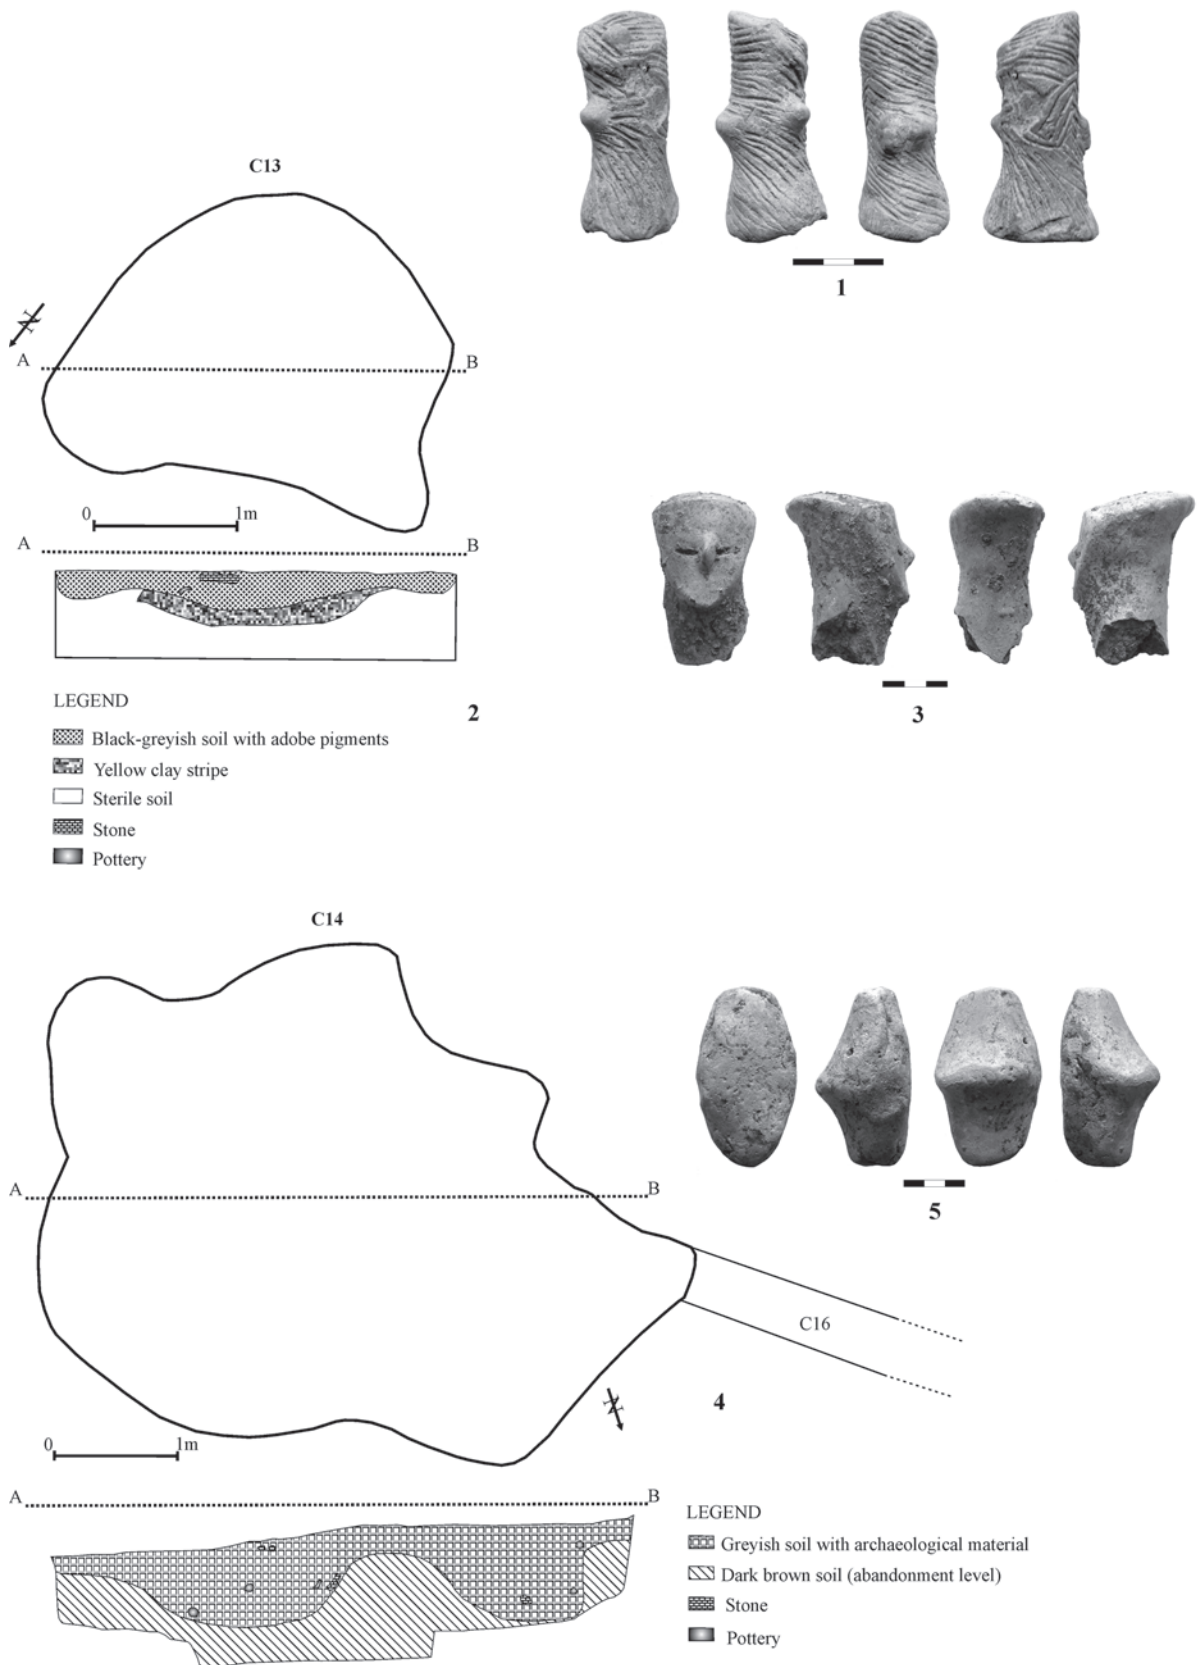 1
C13
N
A B
0 1m
A B
3
LEGEND
2
Black-greyish soil with adobe pigments
Yellow clay stripe
Sterile soil
Stone
Pottery
C14
A B
5
C16
N
4
0 1m
A B
LEGEND
Greyish soil with archaeological material
Dark brown soil (abandonment level)
Stone
Pottery